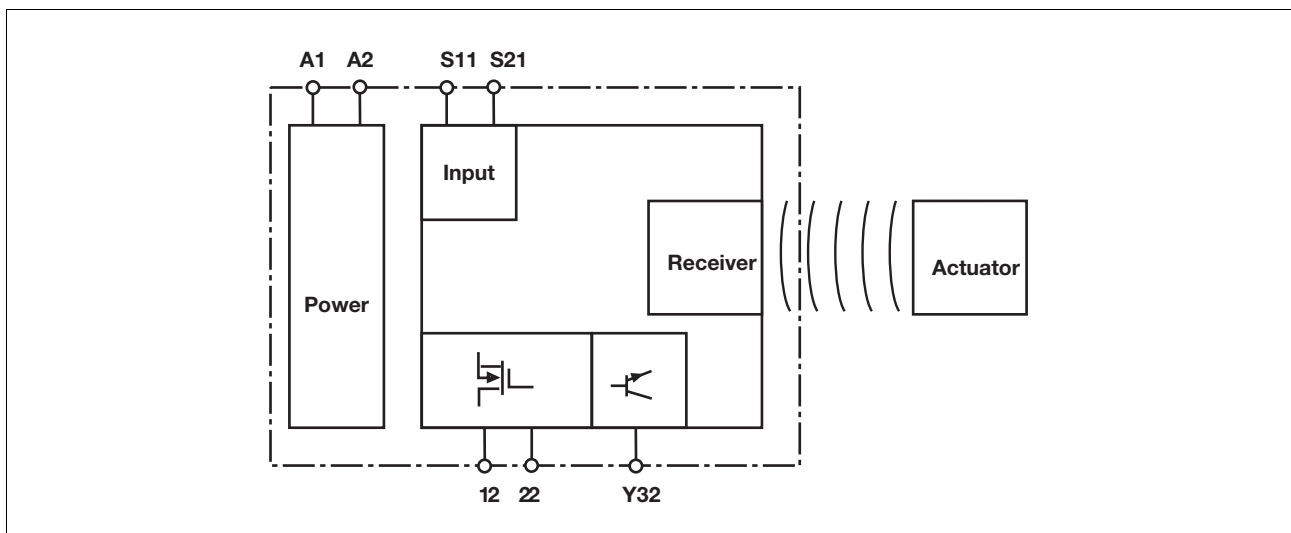 A1 A2 S11 S21
Input
Receiver
Actuator
Power
12 22 Y32